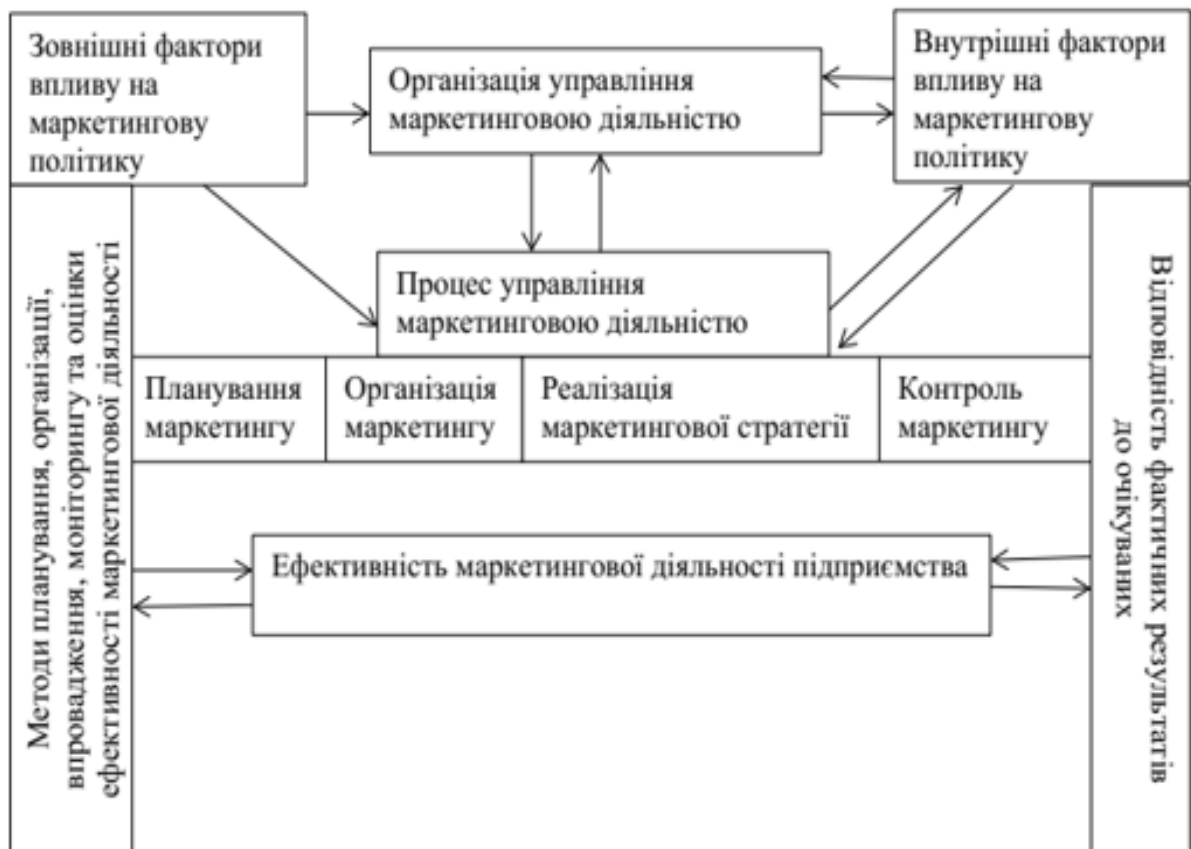 Зовнішні фактори
впливу на
маркетингову
політику
Організація управління
маркетинговою діяльністю
Внутрішні фактори
впливу на
маркетингову
політику
Процес управління
маркетинговою діяльністю
Планування
маркетингу
Організація
маркетингу
Реалізація
маркетингової стратегії
Контроль
маркетингу
Ефективність маркетингової діяльності підприємства
Методи планування, організації,
впровадження, моніторингу та оцінки
ефективності маркетингової діяльності
Відповідність фактичних результатів
до очікуваних